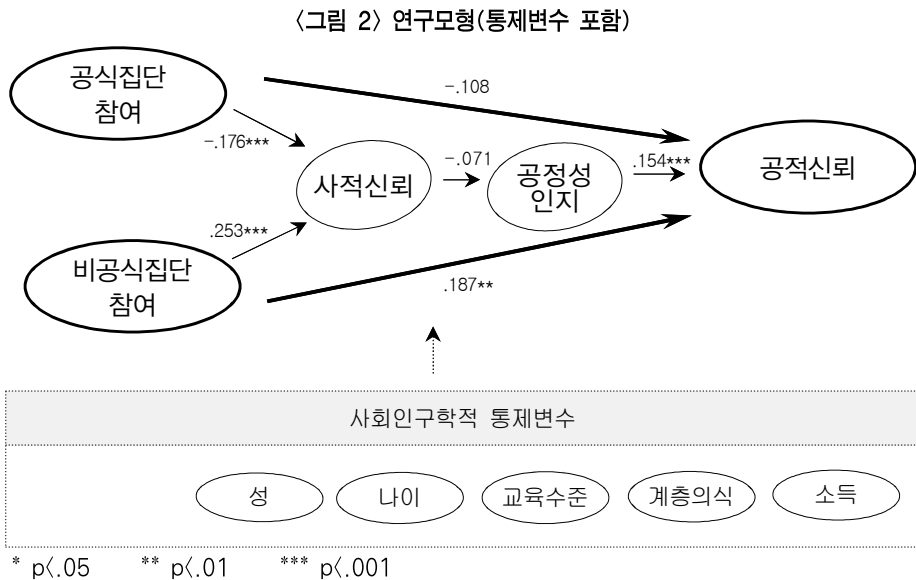 〈그림 2〉 연구모형(통제변수 포함)
공식집단
참여
-.108
-.176***
사적신뢰
-.071
공정성
인지
.154***
공적신뢰
.253***
비공식집단
참여
.187**
사회인구학적 통제변수
성
나이
교육수준
계층의식
소득
* p〈.05 ** p〈.01 *** p〈.001